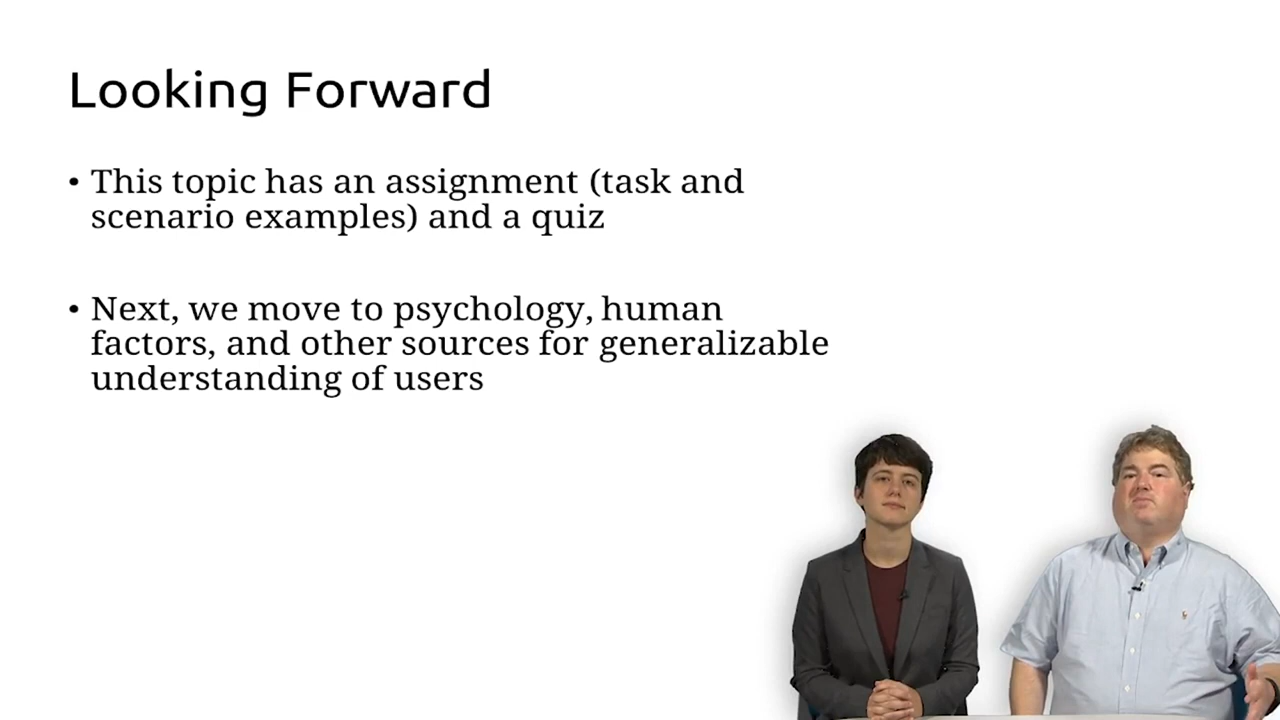 Looking Forward
• This topic has an assignment (task and
scenario examples) and a quiz
• Next, we move to psychology, human
factors, and other sources for generalizable
understanding of users